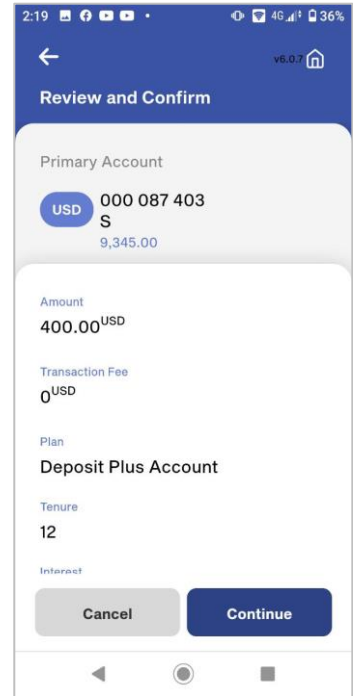 2:19 4G 36%
v6.0.7
Review and Confirm
Primary Account
USD 000 087 403
S
9,345.00
Amount
400.00USD
Transaction Fee
0USD
Plan
Deposit Plus Account
Tenure
12
Interest
Cancel Continue